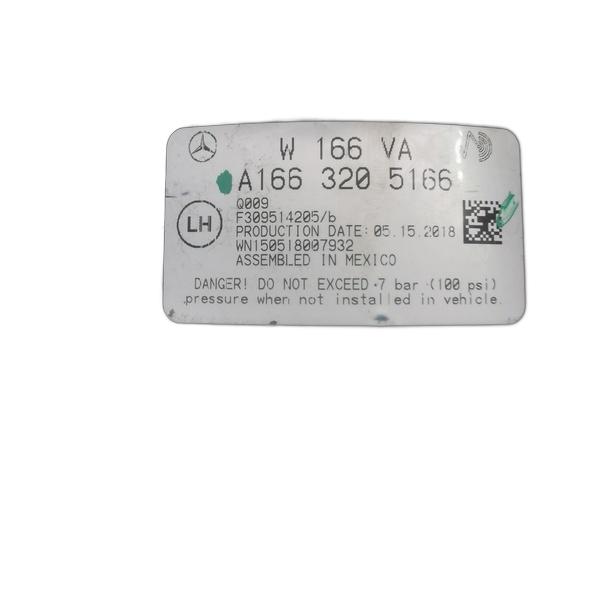 W 166 VA
A166 320 5166
Q009
LH
F309514205/b
PRODUCTION DATE: 05.15.2018
WN150518007932
ASSEMBLED IN MEXICO
DANGER! DO NOT EXCEED 7 bar (100 psi)
pressure when not installed in vehicle.